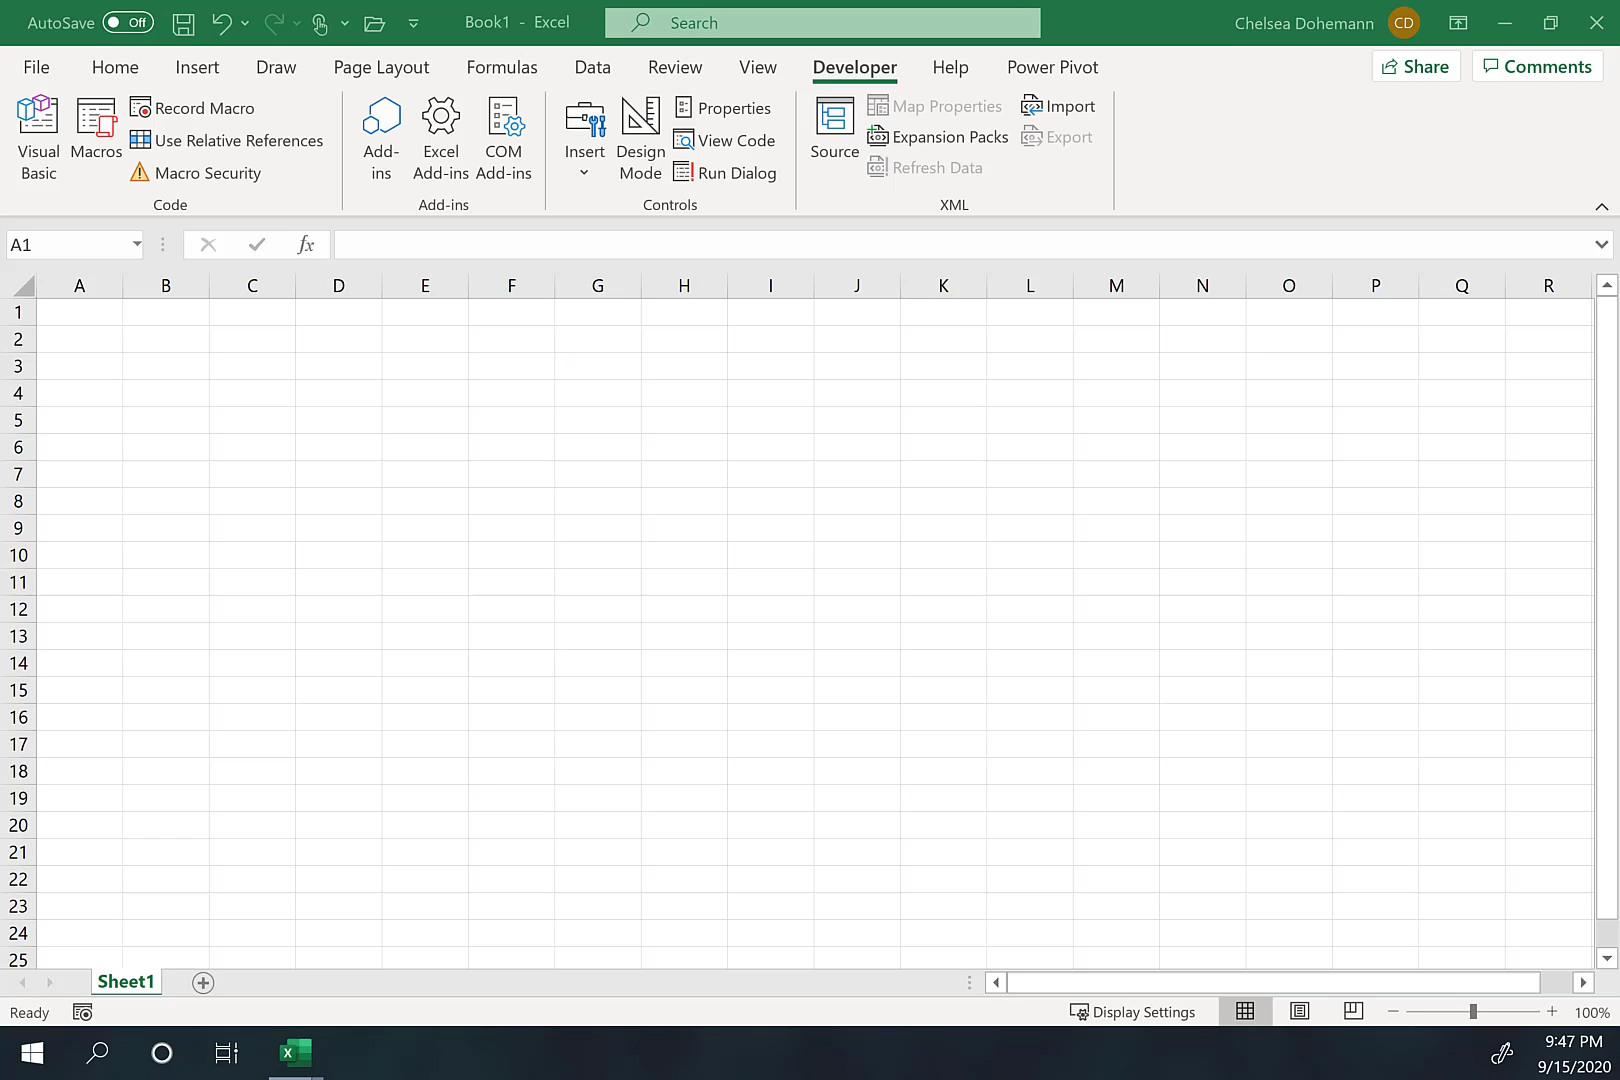 AutoSave Off Book1 - Excel Search Chelsea Dohemann CD
File Home Insert Draw Page Layout Formulas Data Review View Developer Help Power Pivot Share Comments
Visual Basic
Macros
Record Macro
Use Relative References
Macro Security
Code
Add-ins
Excel Add-ins
COM Add-ins
Add-ins
Insert
Design Mode
Properties
View Code
Run Dialog
Controls
Source
Map Properties
Expansion Packs
Refresh Data
Import
Export
XML
A1 fx
A B C D E F G H I J K L M N O P Q R
1
2
3
4
5
6
7
8
9
10
11
12
13
14
15
16
17
18
19
20
21
22
23
24
25
Sheet1
Ready Display Settings 100%
9:47 PM
9/15/2020